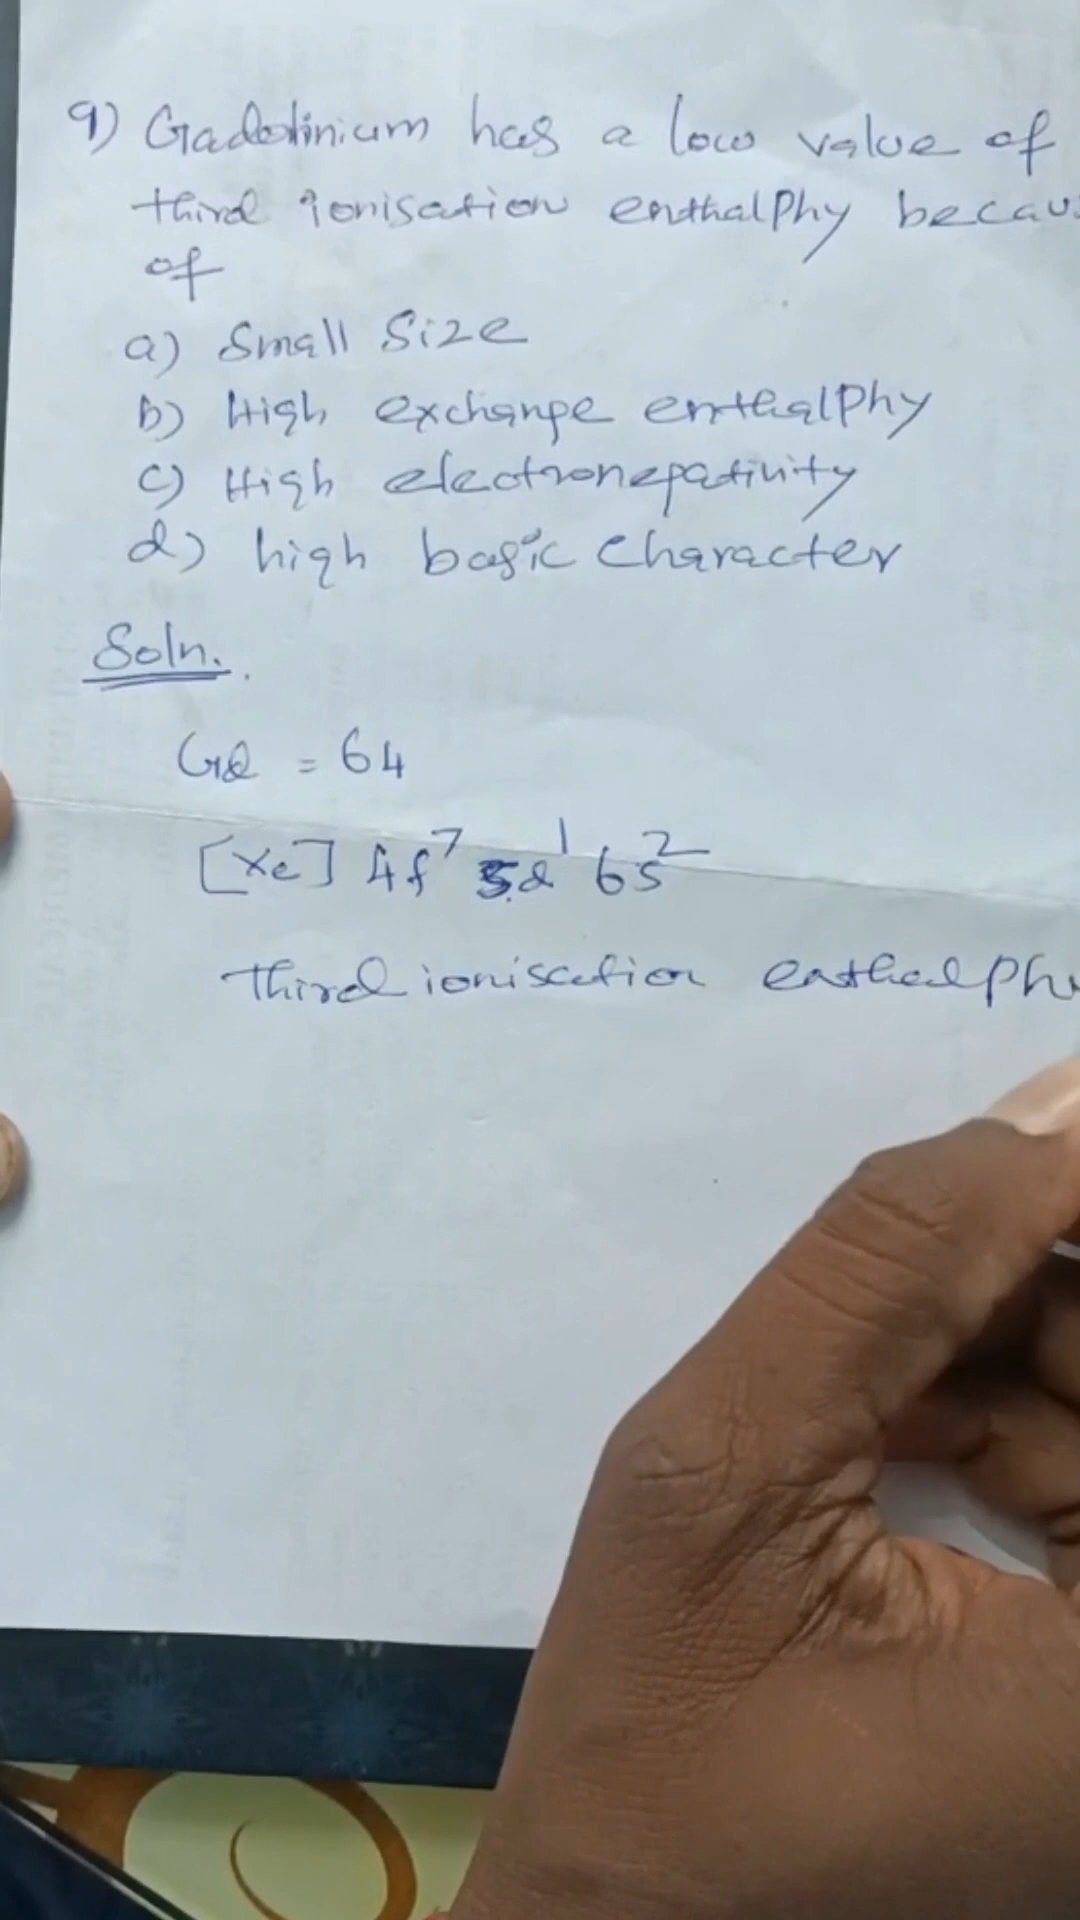 9) Gadolinium has a low value of
third ionisation enthalphy becau
of
a) Small Size
b) High exchange enthalphy
c) High electronegativity
d) high basic Character
Soln.
Gd = 64
[Xe] 4f⁷ 5d¹ 6s²
third ionisation enthalph